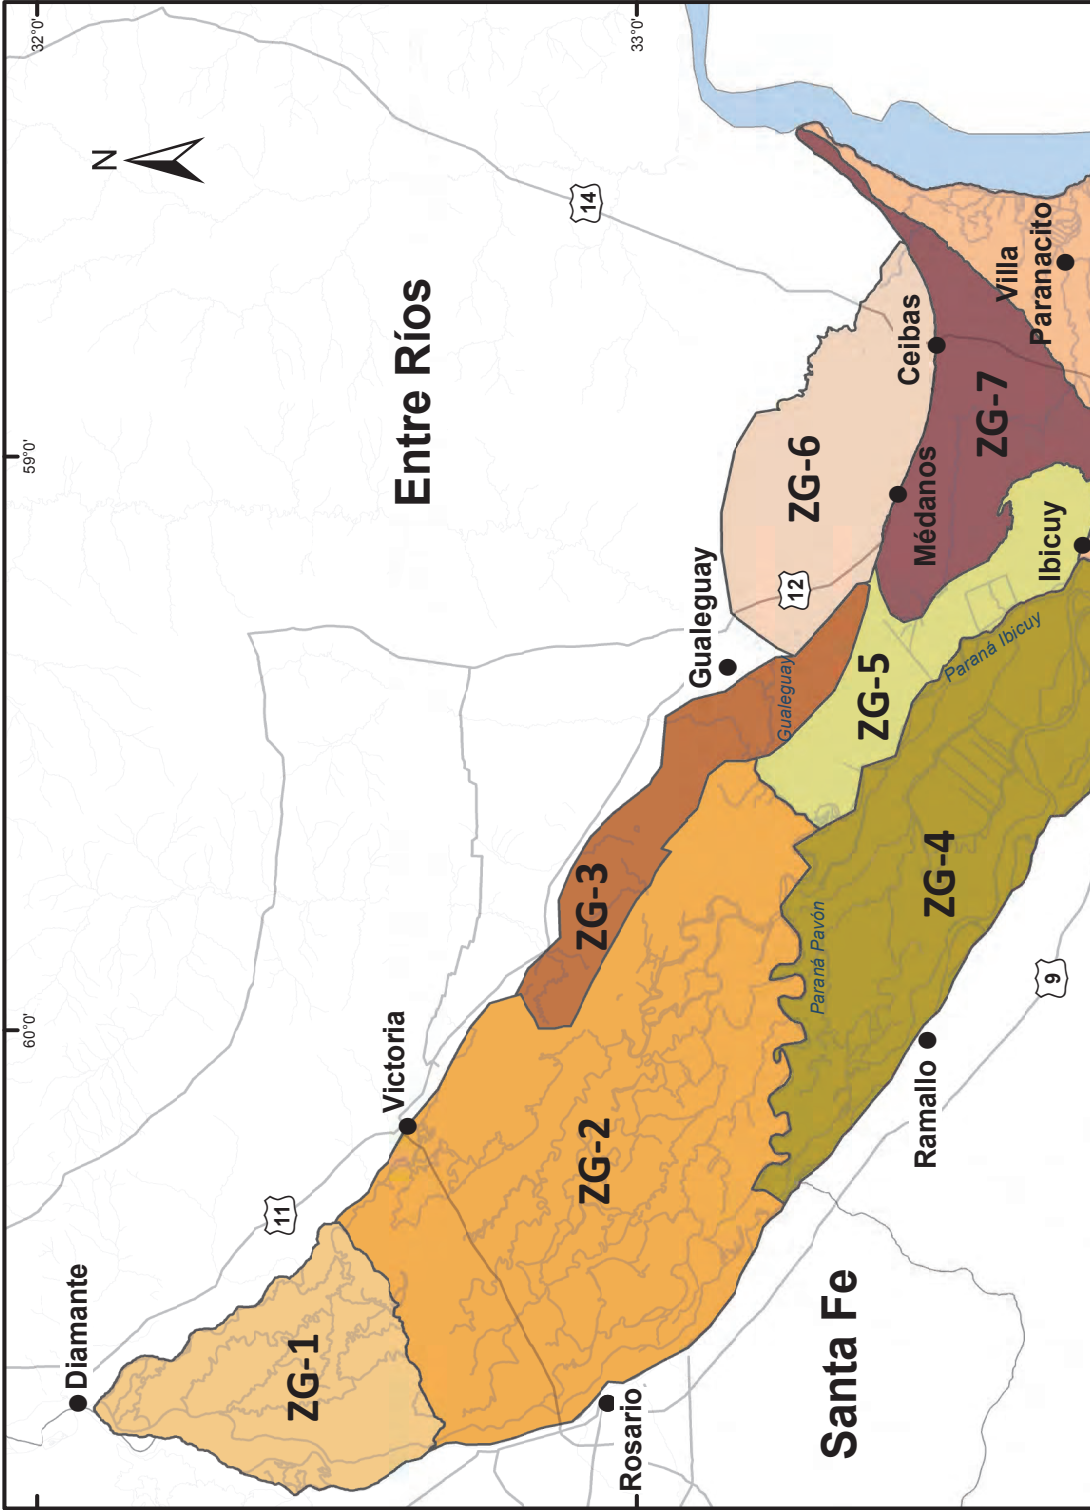 32°0'
33°0'
59°0'
60°0'
N
14
Entre Ríos
Villa
Paranacito
Ceibas
ZG-7
ZG-6
Médanos
Ibicuy
12
Gualeguay
Gualeguay
Paraná Ibicuy
ZG-5
ZG-4
ZG-3
Paraná Pavón
9
Victoria
Ramallo
ZG-2
11
Diamante
ZG-1
Rosario
Santa Fe